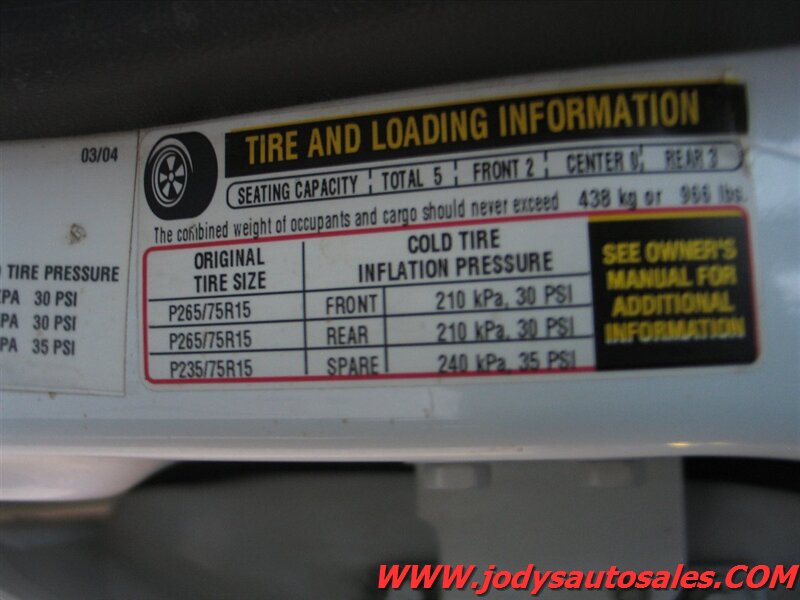 03/04
TIRE PRESSURE
KPA 30 PSI
KPA 30 PSI
KPA 35 PSI
TIRE AND LOADING INFORMATION
SEATING CAPACITY TOTAL 5 FRONT 2 CENTER 0 REAR 3
The combined weight of occupants and cargo should never exceed 438 kg or 966 lbs.
ORIGINAL
TIRE SIZE
COLD TIRE
INFLATION PRESSURE
P265/75R15 FRONT 210 kPa, 30 PSI
P265/75R15 REAR 210 kPa, 30 PSI
P235/75R15 SPARE 240 kPa, 35 PSI
SEE OWNER'S
MANUAL FOR
ADDITIONAL
INFORMATION
WWW.jodysautosales.COM